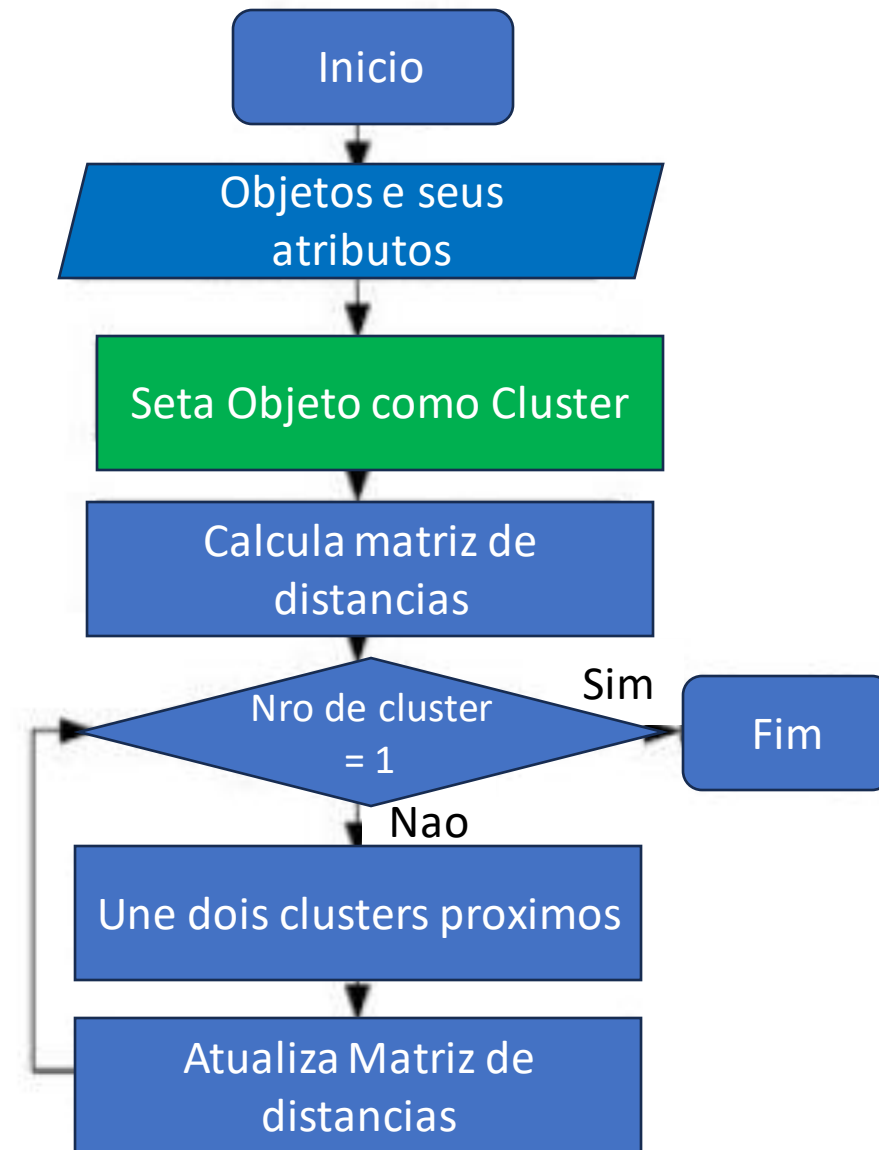 Inicio
Objetos e seus
atributos
Seta Objeto como Cluster
Calcula matriz de
distancias
Nro de cluster
= 1
Sim
Fim
Nao
Une dois clusters proximos
Atualiza Matriz de
distancias